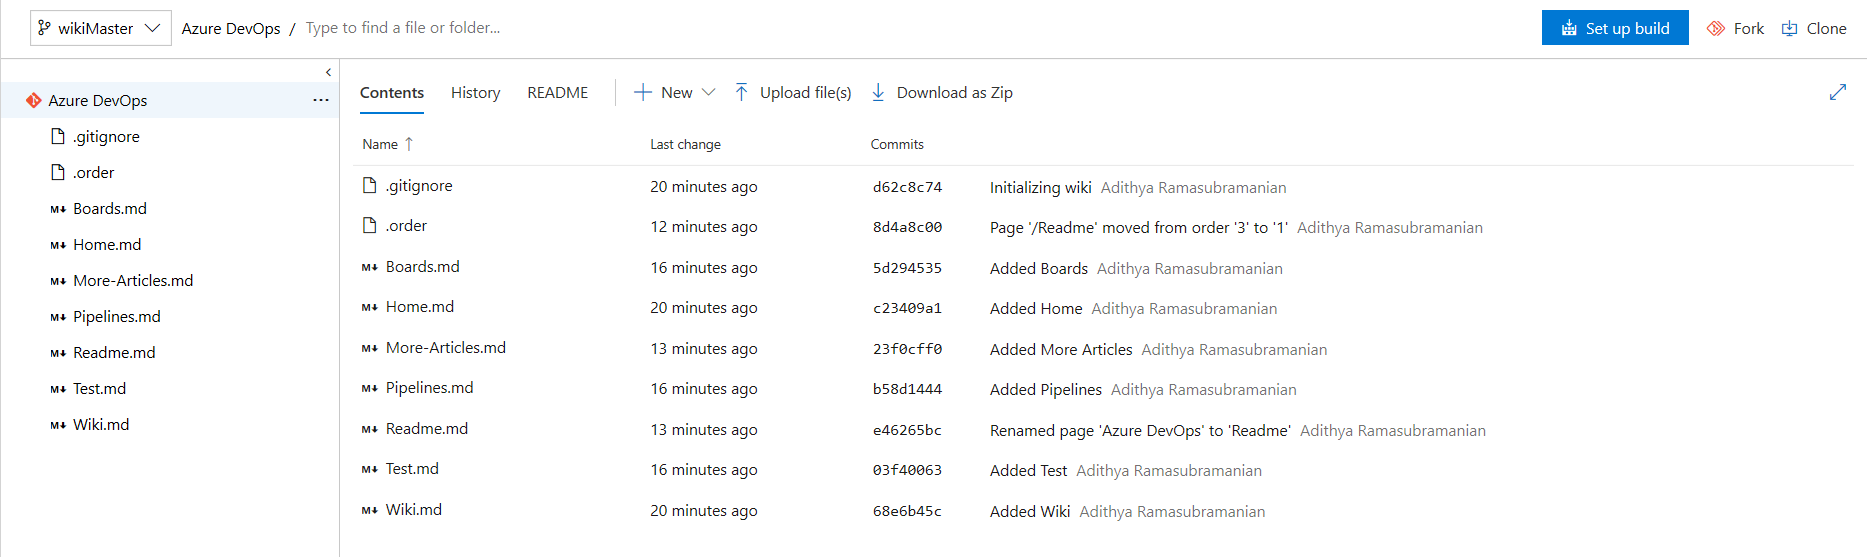 wikiMaster Azure DevOps / Type to find a file or folder... Set up build Fork Clone
Azure DevOps ...
.gitignore
.order
M↓ Boards.md
M↓ Home.md
M↓ More-Articles.md
M↓ Pipelines.md
M↓ Readme.md
M↓ Test.md
M↓ Wiki.md
Contents History README New Upload file(s) Download as Zip
Name ↑ Last change Commits
.gitignore 20 minutes ago d62c8c74 Initializing wiki Adithya Ramasubramanian
.order 12 minutes ago 8d4a8c00 Page '/Readme' moved from order '3' to '1' Adithya Ramasubramanian
M↓ Boards.md 16 minutes ago 5d294535 Added Boards Adithya Ramasubramanian
M↓ Home.md 20 minutes ago c23409a1 Added Home Adithya Ramasubramanian
M↓ More-Articles.md 13 minutes ago 23f0cff0 Added More Articles Adithya Ramasubramanian
M↓ Pipelines.md 16 minutes ago b58d1444 Added Pipelines Adithya Ramasubramanian
M↓ Readme.md 13 minutes ago e46265bc Renamed page 'Azure DevOps' to 'Readme' Adithya Ramasubramanian
M↓ Test.md 16 minutes ago 03f40063 Added Test Adithya Ramasubramanian
M↓ Wiki.md 20 minutes ago 68e6b45c Added Wiki Adithya Ramasubramanian